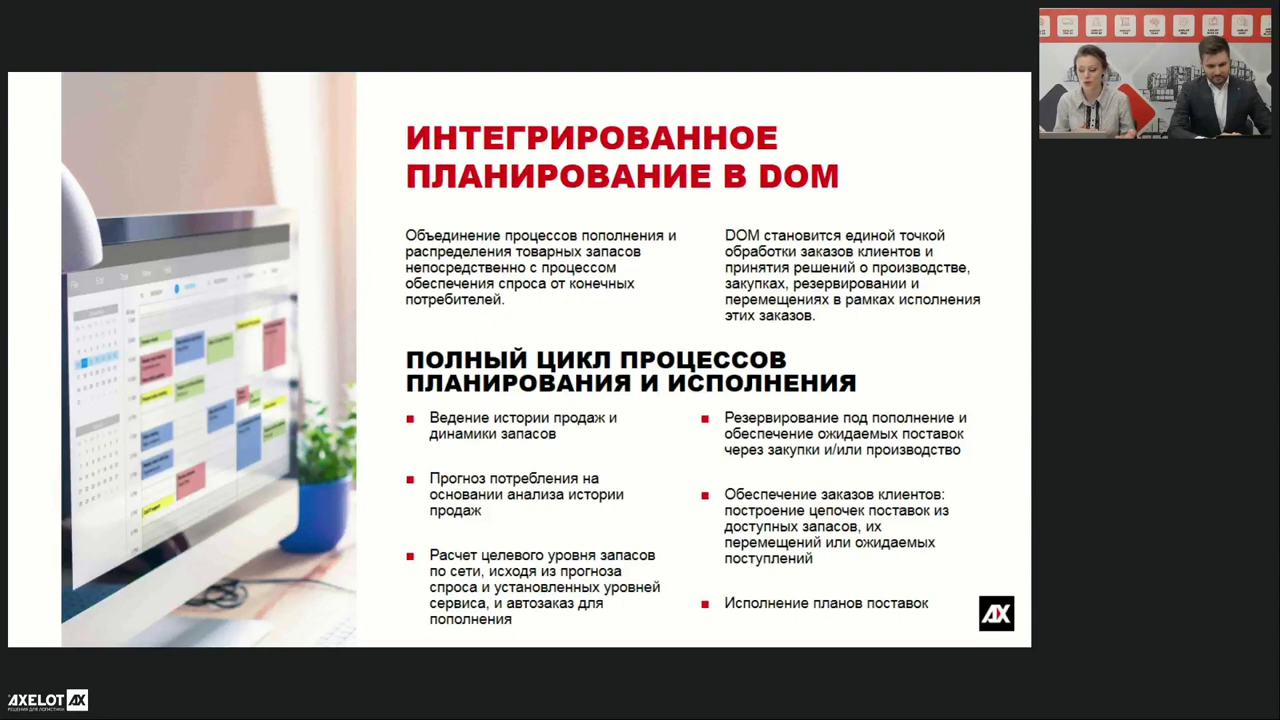 ИНТЕГРИРОВАННОЕ
ПЛАНИРОВАНИЕ В DOM
Объединение процессов пополнения и
распределения товарных запасов
непосредственно с процессом
обеспечения спроса от конечных
потребителей.
DOM становится единой точкой
обработки заказов клиентов и
принятия решений о производстве,
закупках, резервировании и
перемещениях в рамках исполнения
этих заказов.
ПОЛНЫЙ ЦИКЛ ПРОЦЕССОВ
ПЛАНИРОВАНИЯ И ИСПОЛНЕНИЯ
Ведение истории продаж и
динамики запасов
Прогноз потребления на
основании анализа истории
продаж
Расчет целевого уровня запасов
по сети, исходя из прогноза
спроса и установленных уровней
сервиса, и автозаказ для
пополнения
Резервирование под пополнение и
обеспечение ожидаемых поставок
через закупки и/или производство
Обеспечение заказов клиентов:
построение цепочек поставок из
доступных запасов, их
перемещений или ожидаемых
поступлений
Исполнение планов поставок
AX
AXELOT AX
РЕШЕНИЯ ДЛЯ ЛОГИСТИКИ